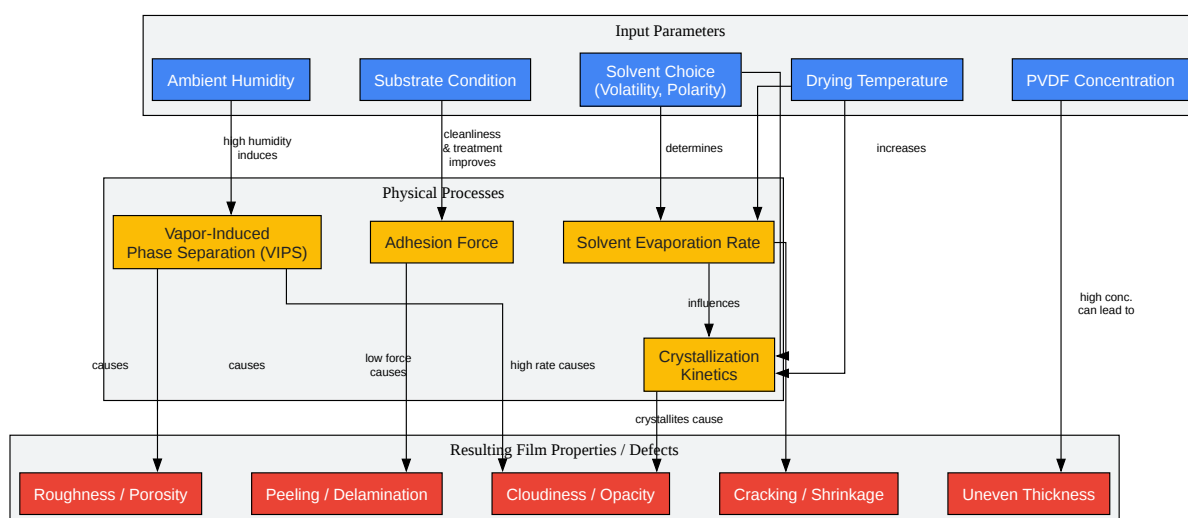 Input Parameters
Ambient Humidity
Substrate Condition
Solvent Choice
(Volatility, Polarity)
Drying Temperature
PVDF Concentration
high humidity
induces
cleanliness
& treatment
improves
determines
increases
Physical Processes
Vapor-Induced
Phase Separation (VIPS)
Adhesion Force
Solvent Evaporation Rate
influences
high conc.
can lead to
causes
causes
low force
causes
high rate causes
Crystallization
Kinetics
crystallites cause
Resulting Film Properties / Defects
Roughness / Porosity
Peeling / Delamination
Cloudiness / Opacity
Cracking / Shrinkage
Uneven Thickness